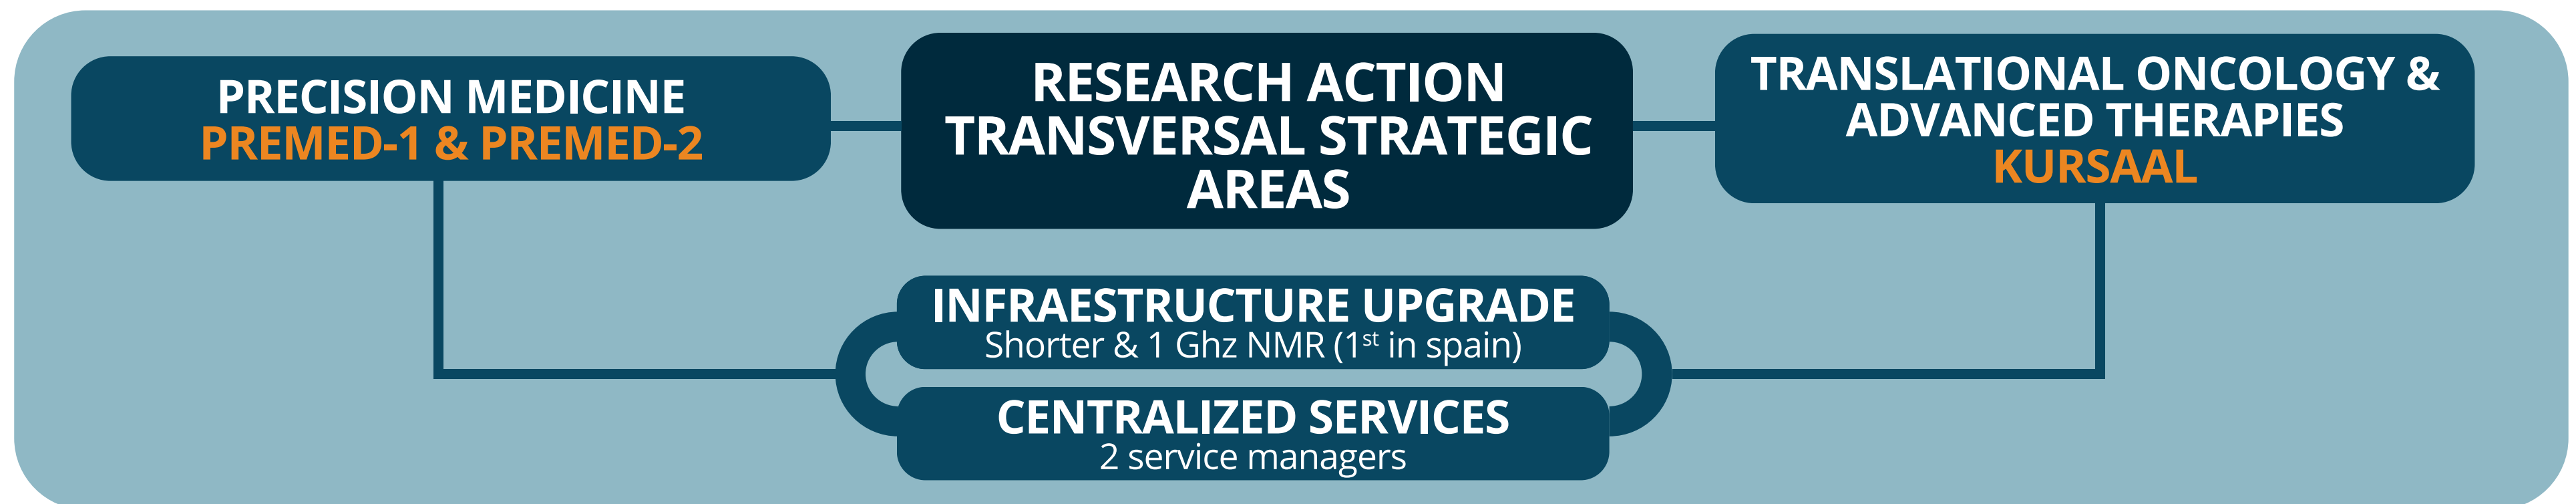 PRECISION MEDICINE
PREMED-1 & PREMED-2
RESEARCH ACTION
TRANSVERSAL STRATEGIC
AREAS
TRANSLATIONAL ONCOLOGY &
ADVANCED THERAPIES
KURSAAL
INFRAESTRUCTURE UPGRADE
Shorter & 1 Ghz NMR (1st in spain)
CENTRALIZED SERVICES
2 service managers